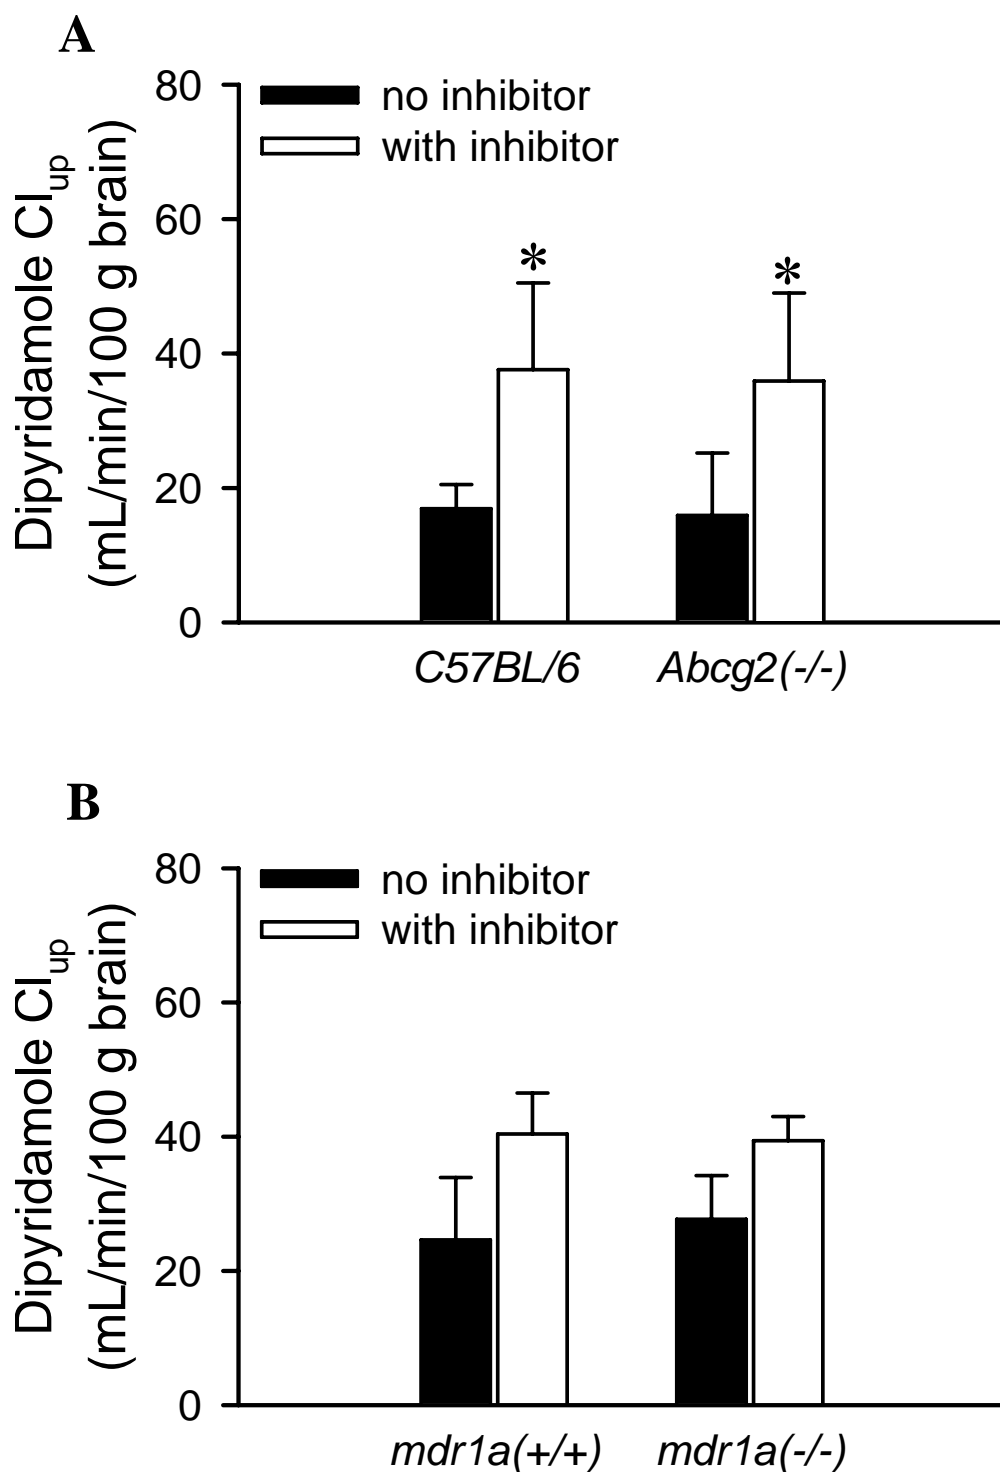 A
80
60
40
20
0
Dipyridamole Cl_up
(mL/min/100 g brain)
no inhibitor
with inhibitor
*
*
C57BL/6
Abcg2(-/-)
B
80
60
40
20
0
Dipyridamole Cl_up
(mL/min/100 g brain)
no inhibitor
with inhibitor
mdr1a(+/+)
mdr1a(-/-)